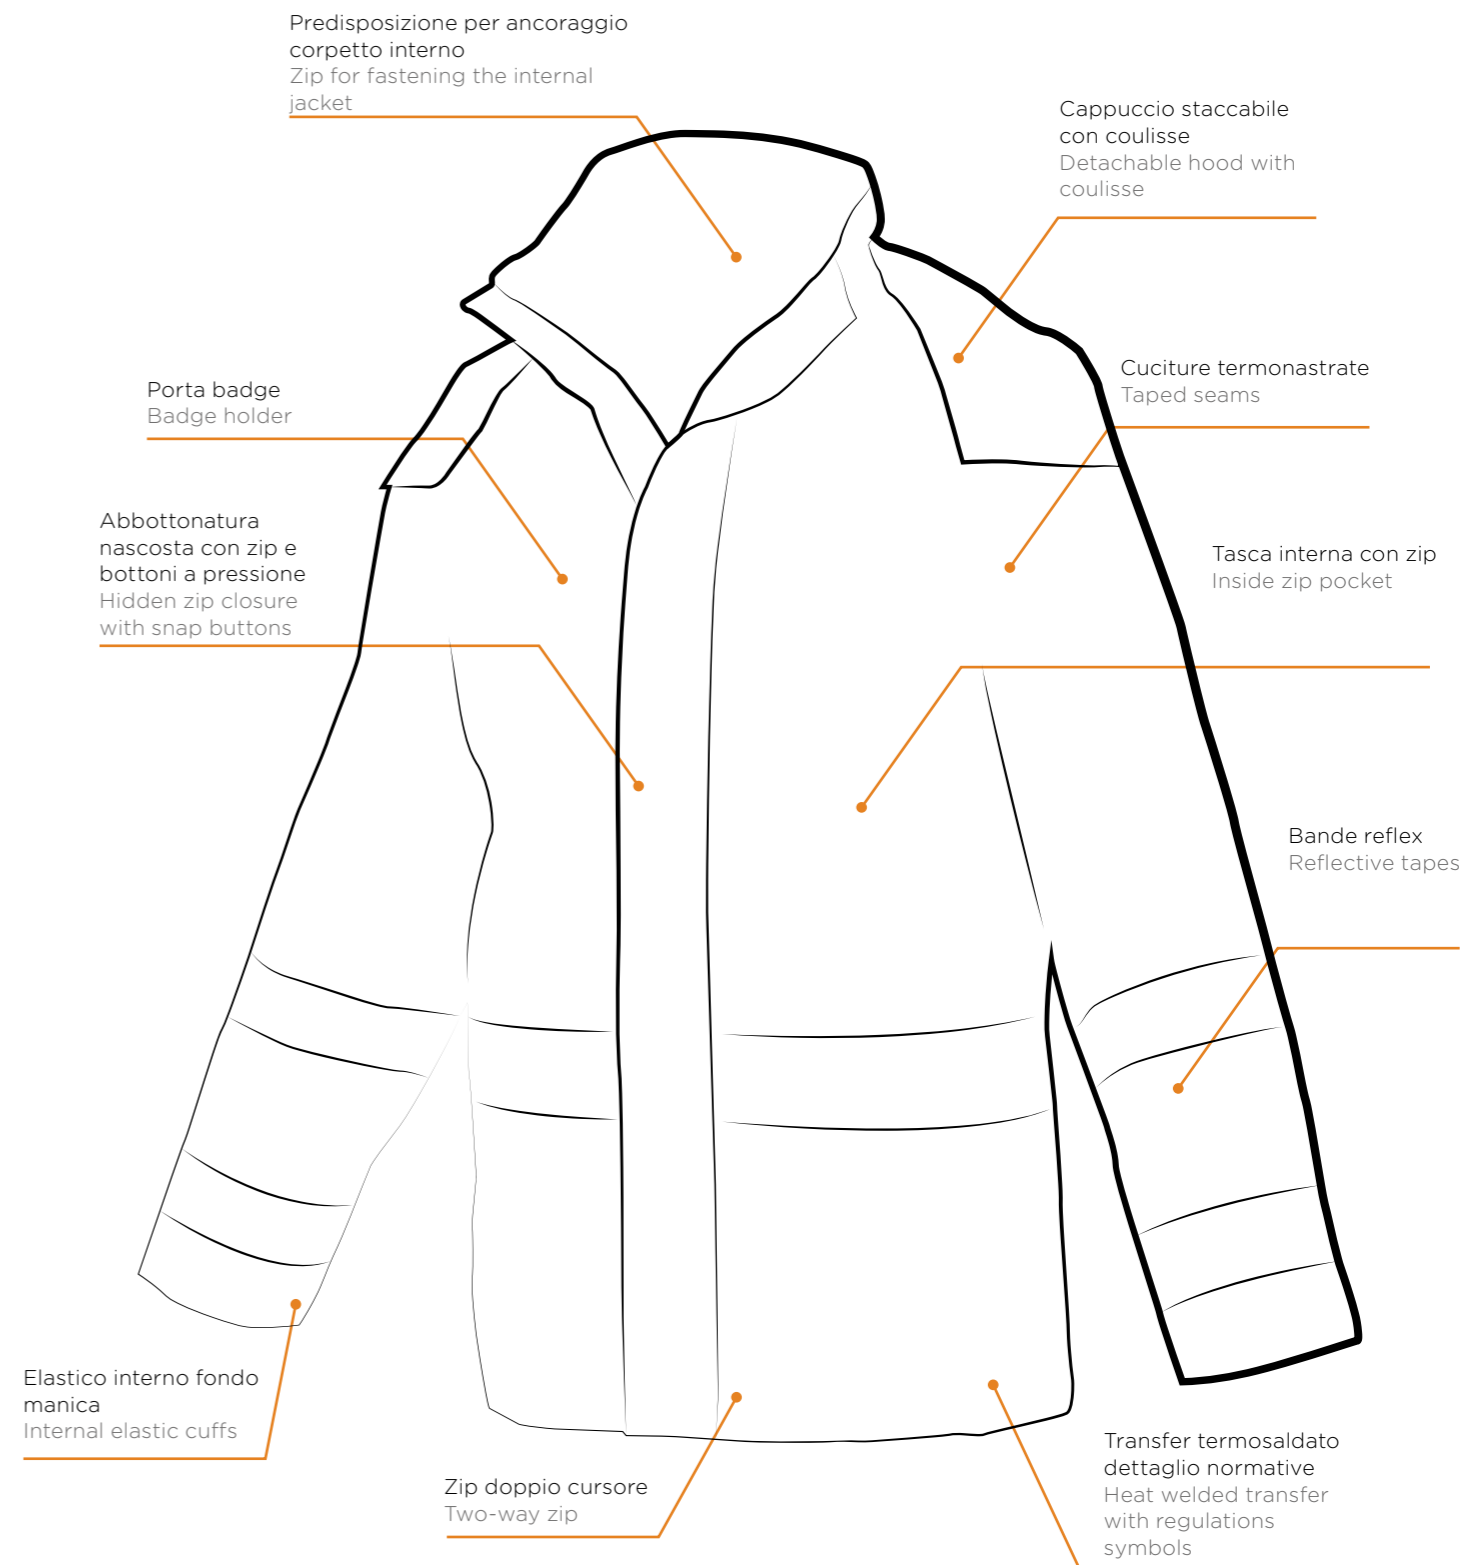 Predisposizione per ancoraggio
corpetto interno
Zip for fastening the internal
jacket
Cappuccio staccabile
con coulisse
Detachable hood with
coulisse
Porta badge
Badge holder
Cuciture termonastrate
Taped seams
Abbottonatura
nascosta con zip e
bottoni a pressione
Hidden zip closure
with snap buttons
Tasca interna con zip
Inside zip pocket
Bande reflex
Reflective tapes
Elastico interno fondo
manica
Internal elastic cuffs
Zip doppio cursore
Two-way zip
Transfer termosaldato
dettaglio normative
Heat welded transfer
with regulations
symbols